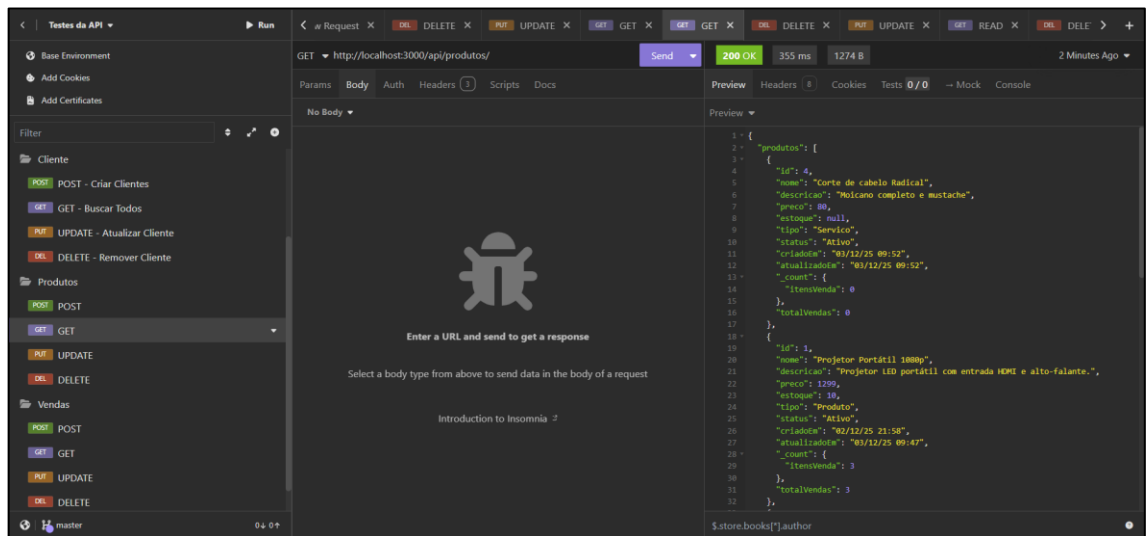 Testes da API
Run
Base Environment
Add Cookies
Add Certificates
Filter
Cliente
POST POST - Criar Clientes
GET GET - Buscar Todos
PUT UPDATE - Atualizar Cliente
DEL DELETE - Remover Cliente
Produtos
POST POST
GET GET
PUT UPDATE
DEL DELETE
Vendas
POST POST
GET GET
PUT UPDATE
DEL DELETE
master
0↓ 0↑
w Request × DEL DELETE × PUT UPDATE × GET GET × GET GET × DEL DELETE × PUT UPDATE × GET READ × DEL DELE
GET http://localhost:3000/api/produtos/ Send
Params Body Auth Headers 3 Scripts Docs
No Body
Enter a URL and send to get a response
Select a body type from above to send data in the body of a request
Introduction to Insomnia
200 OK 355 ms 1274 B 2 Minutes Ago
Preview Headers 8 Cookies Tests 0 / 0 → Mock Console
Preview
1 {
2 "produtos": [
3 {
4 "id": 4,
5 "nome": "Corte de cabelo Radical",
6 "descricao": "Moicano completo e mustache",
7 "preco": 80,
8 "estoque": null,
9 "tipo": "Servico",
10 "status": "Ativo",
11 "criadoEm": "03/12/25 09:52",
12 "atualizadoEm": "03/12/25 09:52",
13 "_count": {
14 "itensVenda": 0
15 },
16 "totalVendas": 0
17 },
18 {
19 "id": 1,
20 "nome": "Projetor Portátil 1080p",
21 "descricao": "Projetor LED portátil com entrada HDMI e alto-falante.",
22 "preco": 1299,
23 "estoque": 10,
24 "tipo": "Produto",
25 "status": "Ativo",
26 "criadoEm": "02/12/25 21:58",
27 "atualizadoEm": "03/12/25 09:47",
28 "_count": {
29 "itensVenda": 3
30 },
31 "totalVendas": 3
32 },
$.store.books[*].author